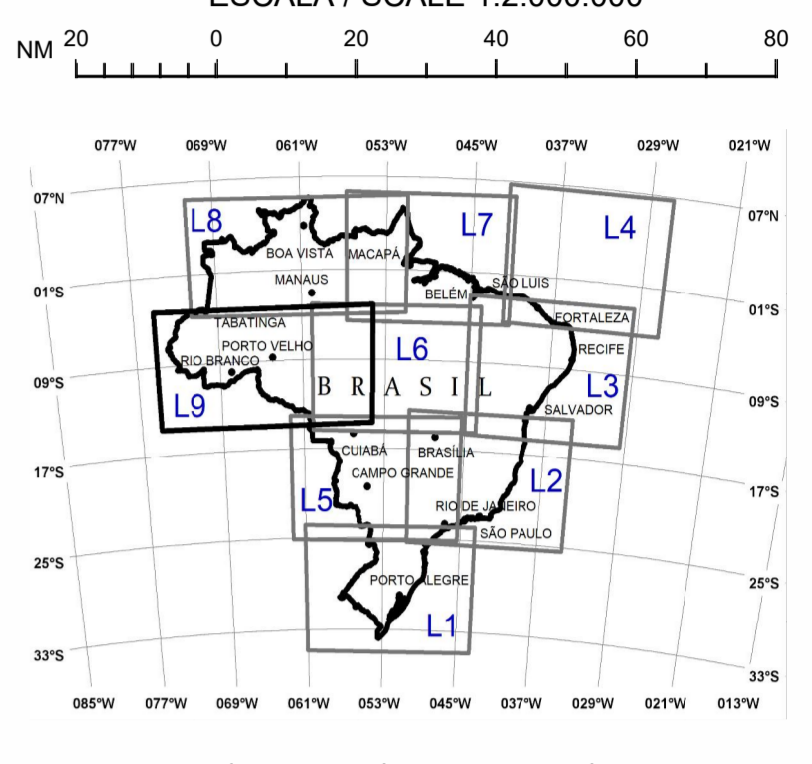 ESCALA / SCALE 1:2.000.000
NM 20 0 20 40 60 80
077°W 069°W 061°W 053°W 045°W 037°W 029°W 021°W
07°N 07°N
L8 L7 L4
BOA VISTA MACAPÁ
MANAUS SÃO LUIS
01°S BELÉM 01°S
TABATINGA FORTALEZA
PORTO VELHO L6 RECIFE
RIO BRANCO
09°S BRASIL L3 09°S
L9 SALVADOR
CUIABÁ BRASÍLIA
17°S CAMPO GRANDE L2 17°S
L5 RIO DE JANEIRO
SÃO PAULO
25°S PORTO ALEGRE 25°S
L1
33°S 33°S
085°W 077°W 069°W 061°W 053°W 045°W 037°W 029°W 021°W 013°W